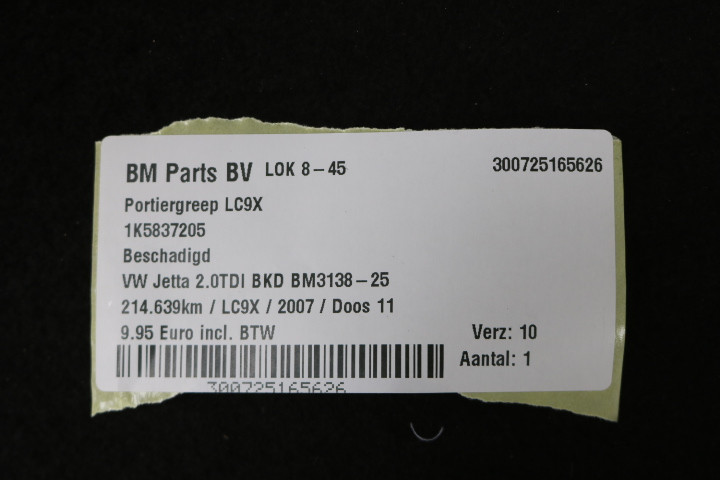 BM Parts BV LOK 8-45 300725165626
Portiergreep LC9X
1K5837205
Beschadigd
VW Jetta 2.0TDI BKD BM3138-25
214.639km / LC9X / 2007 / Doos 11
9.95 Euro incl. BTW Verz: 10
Aantal: 1
300725165626